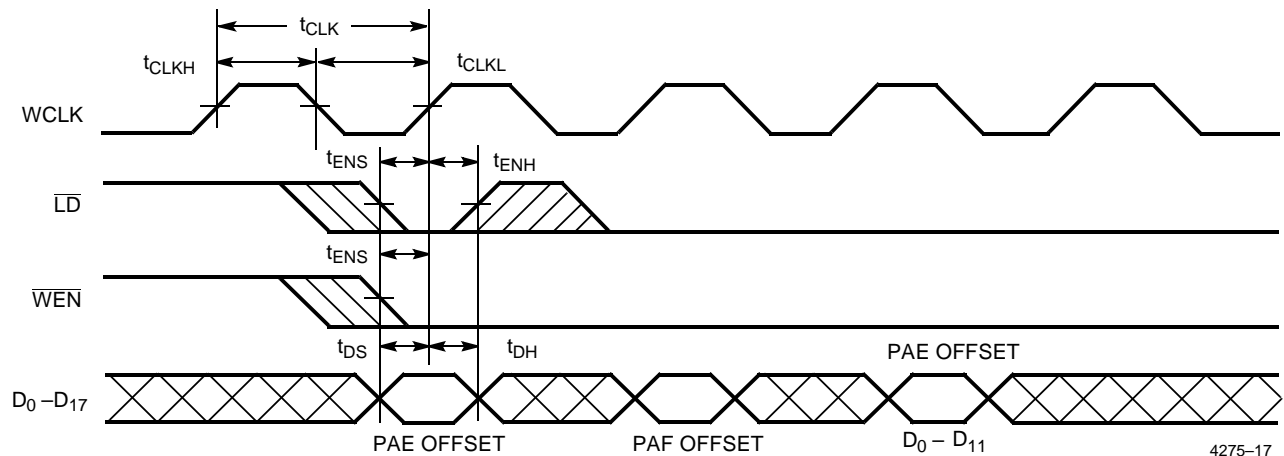 tCLK
tCLKH
tCLKL
WCLK
tENS
tENH
LD
tENS
WEN
tDS
tDH
PAE OFFSET
D0 –D17
PAE OFFSET
PAF OFFSET
D0 – D11
4275–17